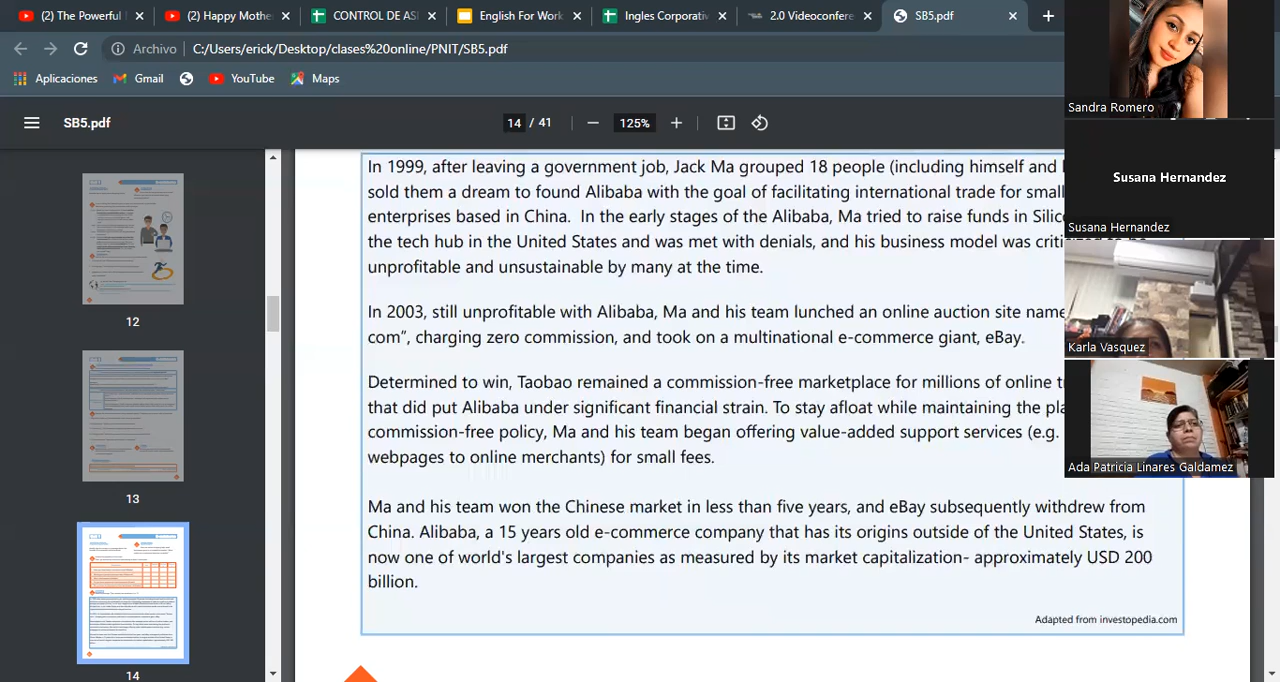 (2) The Powerful
(2) Happy Mothe
CONTROL DE ASI
English For Work
Ingles Corporativ
2.0 Videoconfere
SB5.pdf
Archivo C:/Users/erick/Desktop/clases%20online/PNIT/SB5.pdf
Aplicaciones Gmail YouTube Maps
SB5.pdf 14 / 41 125%
12
13
14
In 1999, after leaving a government job, Jack Ma grouped 18 people (including himself and
sold them a dream to found Alibaba with the goal of facilitating international trade for small
enterprises based in China. In the early stages of the Alibaba, Ma tried to raise funds in Silico
the tech hub in the United States and was met with denials, and his business model was criti
unprofitable and unsustainable by many at the time.
In 2003, still unprofitable with Alibaba, Ma and his team lunched an online auction site name
com”, charging zero commission, and took on a multinational e-commerce giant, eBay.
Determined to win, Taobao remained a commission-free marketplace for millions of online
that did put Alibaba under significant financial strain. To stay afloat while maintaining the pla
commission-free policy, Ma and his team began offering value-added support services (e.g.
webpages to online merchants) for small fees.
Ma and his team won the Chinese market in less than five years, and eBay subsequently withdrew from
China. Alibaba, a 15 years old e-commerce company that has its origins outside of the United States, is
now one of world's largest companies as measured by its market capitalization- approximately USD 200
billion.
Adapted from investopedia.com
Sandra Romero
Susana Hernandez
Susana Hernandez
Karla Vasquez
Ada Patricia Linares Galdamez